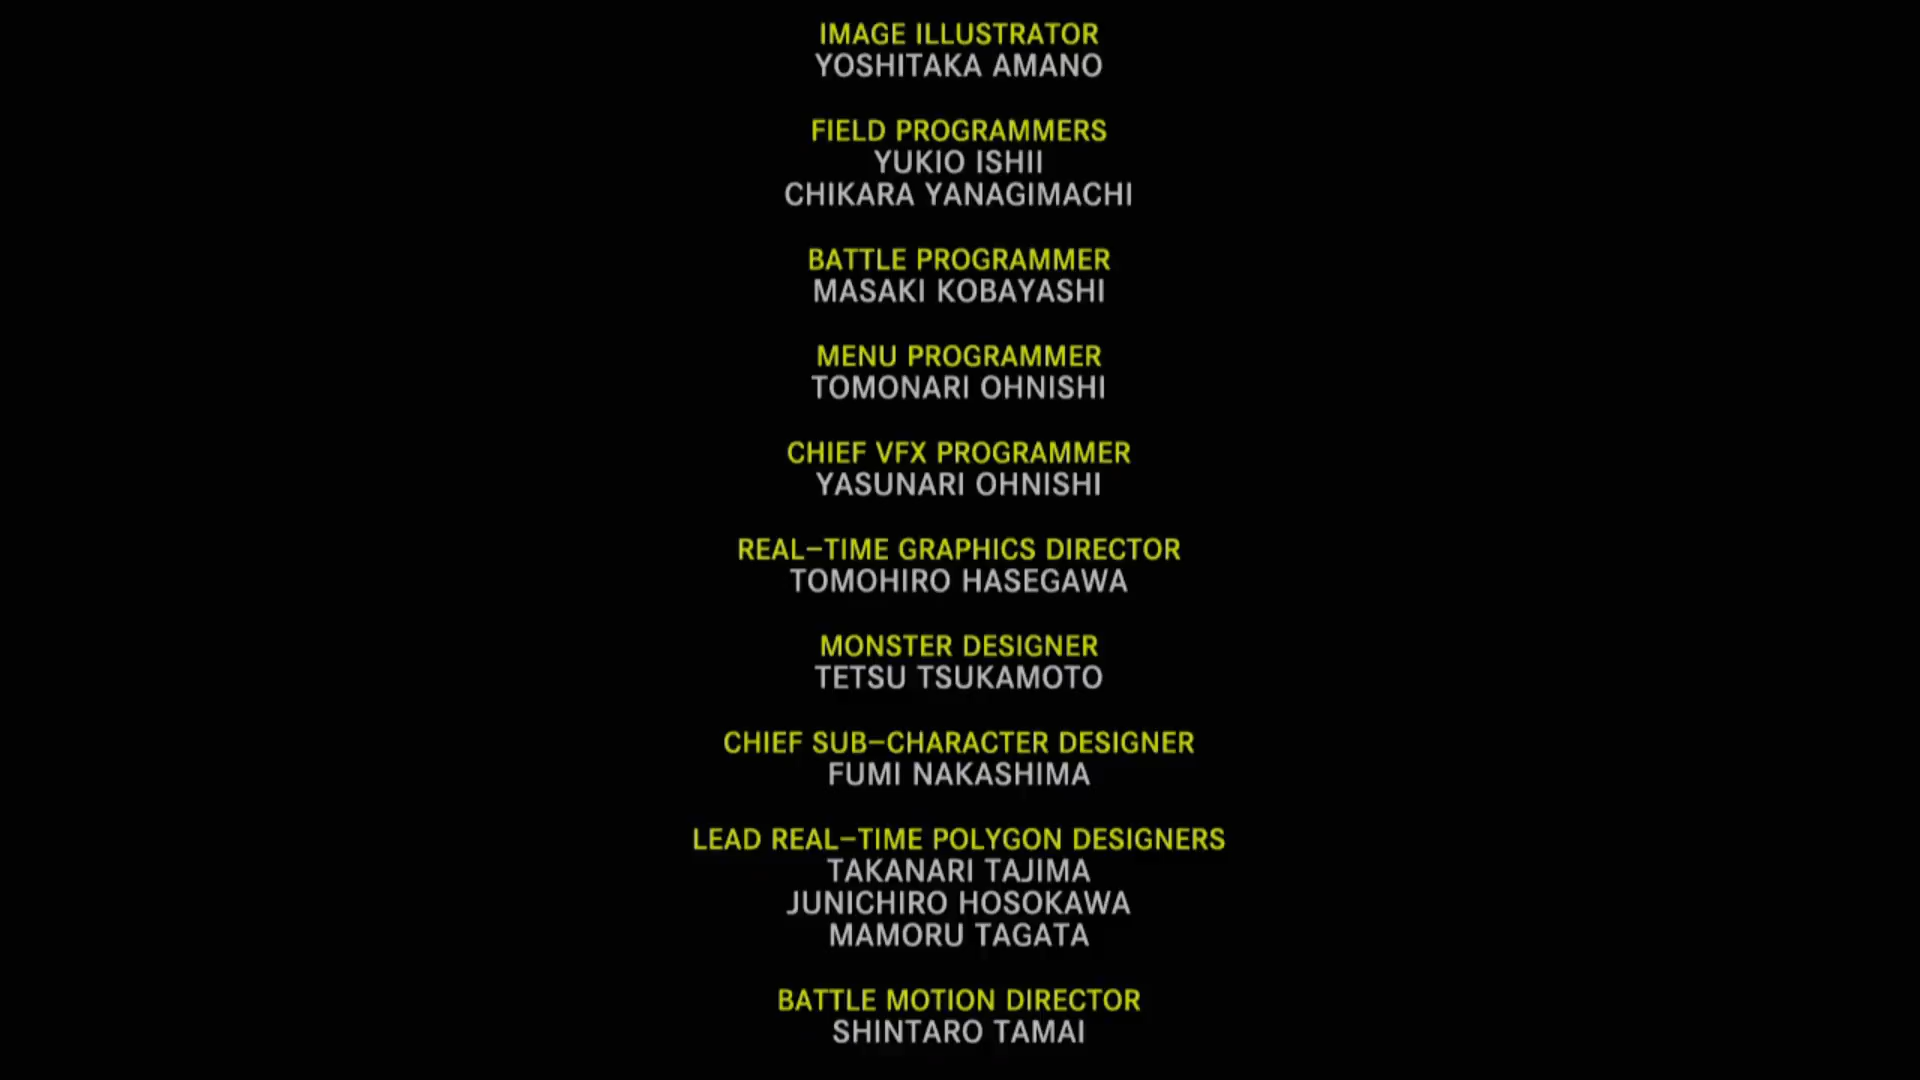 IMAGE ILLUSTRATOR
YOSHITAKA AMANO
FIELD PROGRAMMERS
YUKIO ISHII
CHIKARA YANAGIMACHI
BATTLE PROGRAMMER
MASAKI KOBAYASHI
MENU PROGRAMMER
TOMONARI OHNISHI
CHIEF VFX PROGRAMMER
YASUNARI OHNISHI
REAL-TIME GRAPHICS DIRECTOR
TOMOHIRO HASEGAWA
MONSTER DESIGNER
TETSU TSUKAMOTO
CHIEF SUB-CHARACTER DESIGNER
FUMI NAKASHIMA
LEAD REAL-TIME POLYGON DESIGNERS
TAKANARI TAJIMA
JUNICHIRO HOSOKAWA
MAMORU TAGATA
BATTLE MOTION DIRECTOR
SHINTARO TAMAI